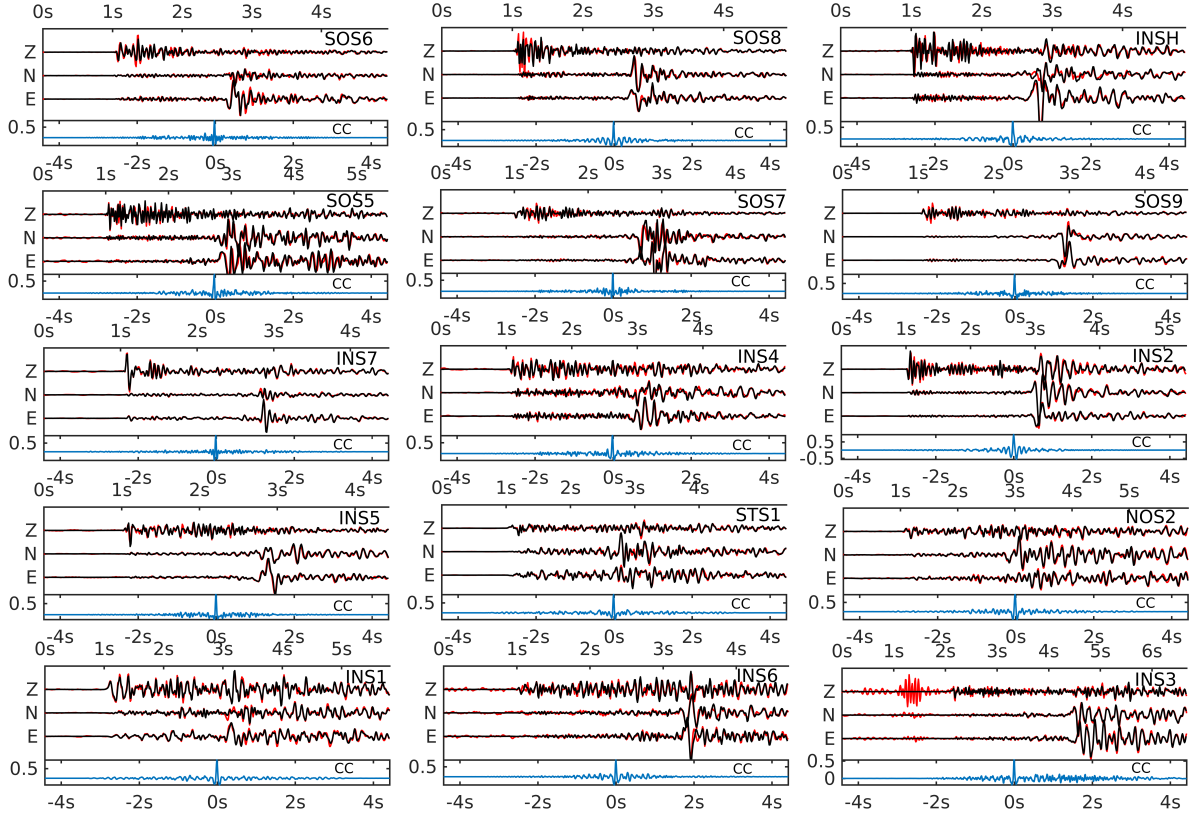 0s 1s 2s 3s 4s
SOS6
Z
N
E
0.5
CC
-4s -2s 0s 2s 4s
0s 1s 2s 3s 4s
SOS8
Z
N
E
0.5
CC
-4s -2s 0s 2s 4s
0s 1s 2s 3s 4s
INSH
Z
N
E
0.5
CC
-4s -2s 0s 2s 4s
0s 1s 2s 3s 4s 5s
SOS5
Z
N
E
0.5
CC
-4s -2s 0s 2s 4s
0s 1s 2s 3s 4s
SOS7
Z
N
E
0.5
CC
-4s -2s 0s 2s 4s
0s 1s 2s 3s 4s
SOS9
Z
N
E
0.5
CC
-4s -2s 0s 2s 4s
0s 1s 2s 3s 4s
INS7
Z
N
E
0.5
CC
-4s -2s 0s 2s 4s
0s 1s 2s 3s 4s
INS4
Z
N
E
0.5
CC
-4s -2s 0s 2s 4s
0s 1s 2s 3s 4s 5s
INS2
Z
N
E
0.5
-0.5
CC
-4s -2s 0s 2s 4s
0s 1s 2s 3s 4s
INS5
Z
N
E
0.5
CC
-4s -2s 0s 2s 4s
0s 1s 2s 3s 4s
STS1
Z
N
E
0.5
CC
-4s -2s 0s 2s 4s
0s 1s 2s 3s 4s 5s
NOS2
Z
N
E
0.5
CC
-4s -2s 0s 2s 4s
0s 1s 2s 3s 4s 5s
INS1
Z
N
E
0.5
CC
-4s -2s 0s 2s 4s
0s 1s 2s 3s 4s
INS6
Z
N
E
0.5
CC
-4s -2s 0s 2s 4s
0s 1s 2s 3s 4s 5s 6s
INS3
Z
N
E
0.5
0
CC
-4s -2s 0s 2s 4s